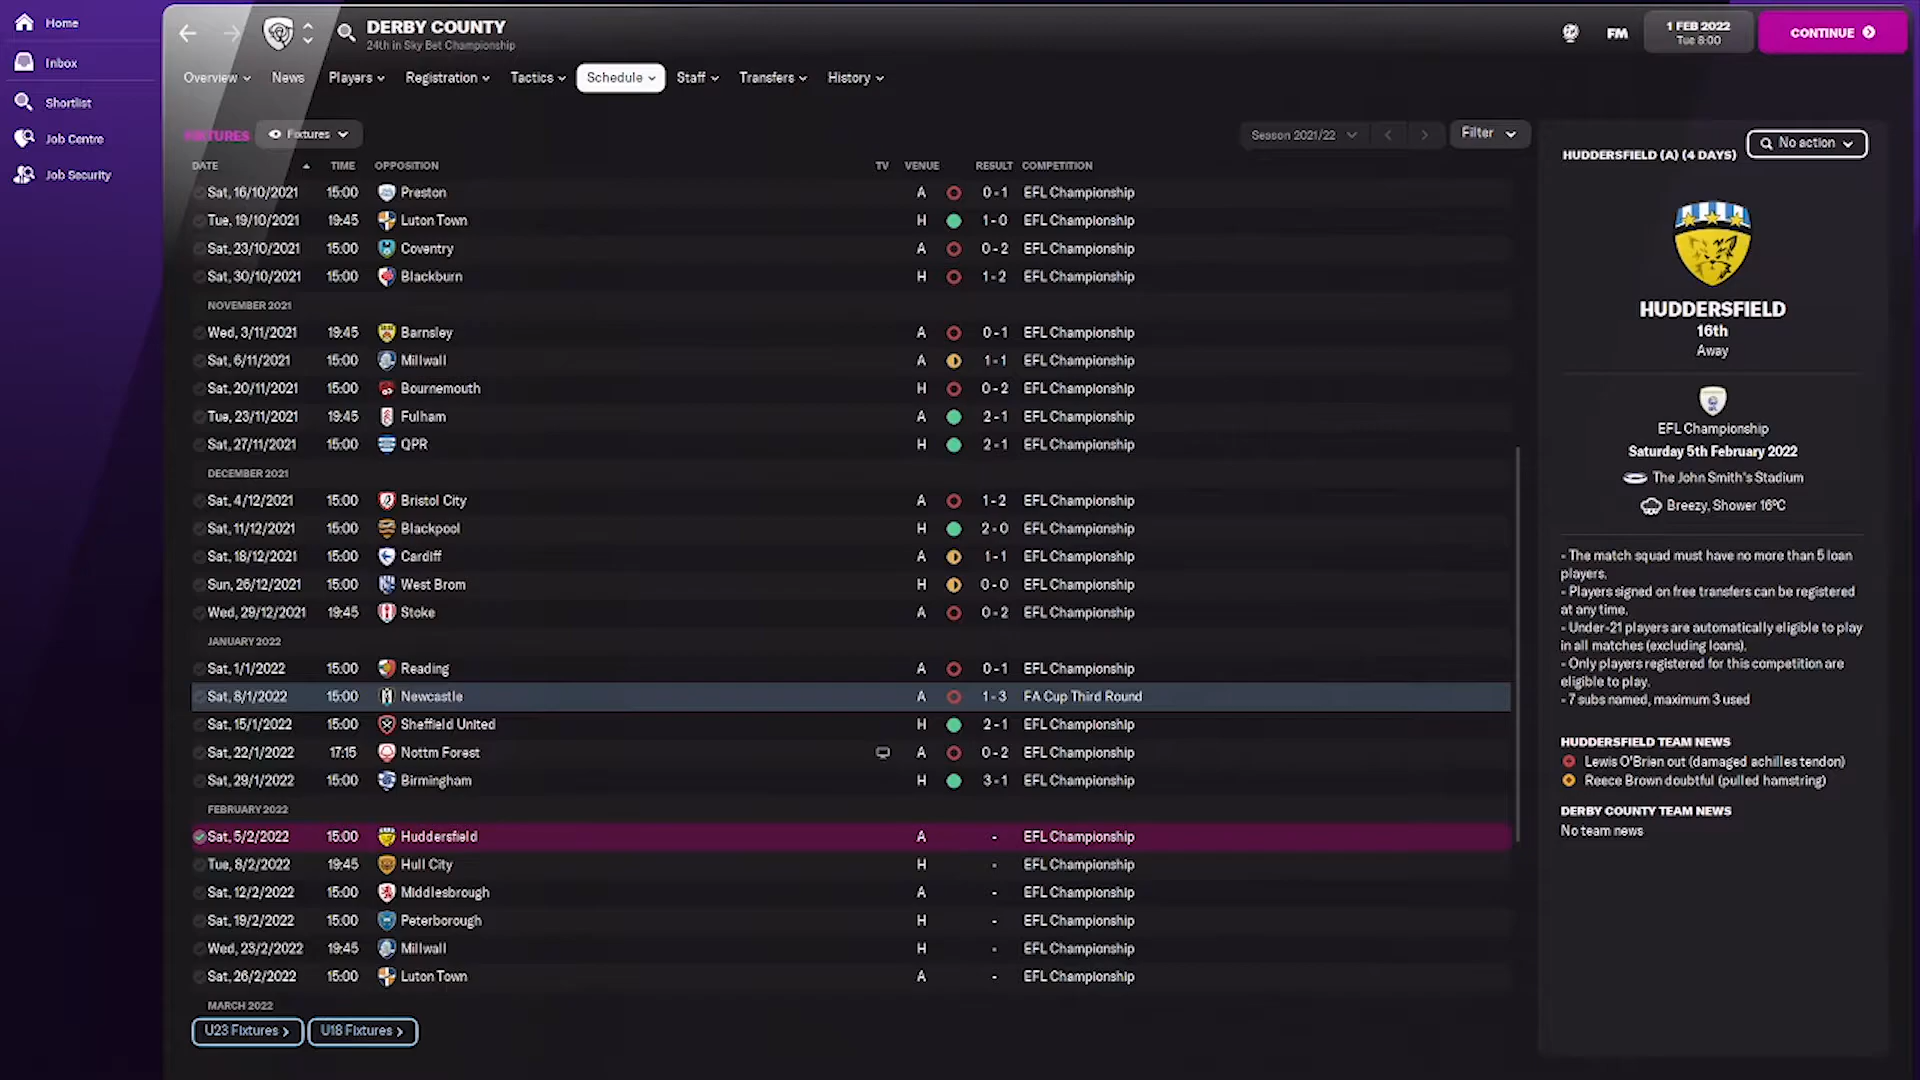 Home
Inbox
Shortlist
Job Centre
Job Security
DERBY COUNTY
24th in Sky Bet Championship
FM
1 FEB 2022
Tue 8:00
CONTINUE
Overview News Players Registration Tactics Schedule Staff Transfers History
FIXTURES Fixtures Season 2021/22 Filter
DATE TIME OPPOSITION TV VENUE RESULT COMPETITION
Sat, 16/10/2021 15:00 Preston A 0 - 1 EFL Championship
Tue, 19/10/2021 19:45 Luton Town H 1 - 0 EFL Championship
Sat, 23/10/2021 15:00 Coventry A 0 - 2 EFL Championship
Sat, 30/10/2021 15:00 Blackburn H 1 - 2 EFL Championship
NOVEMBER 2021
Wed, 3/11/2021 19:45 Barnsley A 0 - 1 EFL Championship
Sat, 6/11/2021 15:00 Millwall A 1 - 1 EFL Championship
Sat, 20/11/2021 15:00 Bournemouth H 0 - 2 EFL Championship
Tue, 23/11/2021 19:45 Fulham A 2 - 1 EFL Championship
Sat, 27/11/2021 15:00 QPR H 2 - 1 EFL Championship
DECEMBER 2021
Sat, 4/12/2021 15:00 Bristol City A 1 - 2 EFL Championship
Sat, 11/12/2021 15:00 Blackpool H 2 - 0 EFL Championship
Sat, 18/12/2021 15:00 Cardiff A 1 - 1 EFL Championship
Sun, 26/12/2021 15:00 West Brom H 0 - 0 EFL Championship
Wed, 29/12/2021 19:45 Stoke A 0 - 2 EFL Championship
JANUARY 2022
Sat, 1/1/2022 15:00 Reading A 0 - 1 EFL Championship
Sat, 8/1/2022 15:00 Newcastle A 1 - 3 FA Cup Third Round
Sat, 15/1/2022 15:00 Sheffield United H 2 - 1 EFL Championship
Sat, 22/1/2022 17:15 Nottm Forest A 0 - 2 EFL Championship
Sat, 29/1/2022 15:00 Birmingham H 3 - 1 EFL Championship
FEBRUARY 2022
Sat, 5/2/2022 15:00 Huddersfield A - EFL Championship
Tue, 8/2/2022 19:45 Hull City H - EFL Championship
Sat, 12/2/2022 15:00 Middlesbrough A - EFL Championship
Sat, 19/2/2022 15:00 Peterborough H - EFL Championship
Wed, 23/2/2022 19:45 Millwall H - EFL Championship
Sat, 26/2/2022 15:00 Luton Town A - EFL Championship
MARCH 2022
U23 Fixtures > U18 Fixtures >
HUDDERSFIELD (A) (4 DAYS) No action
HUDDERSFIELD
16th
Away
EFL Championship
Saturday 5th February 2022
The John Smith's Stadium
Breezy, Shower 16ºC
- The match squad must have no more than 5 loan
players.
- Players signed on free transfers can be registered
at any time.
- Under-21 players are automatically eligible to play
in all matches (excluding loans).
- Only players registered for this competition are
eligible to play.
- 7 subs named, maximum 3 used
HUDDERSFIELD TEAM NEWS
Lewis O'Brien out (damaged achilles tendon)
Reece Brown doubtful (pulled hamstring)
DERBY COUNTY TEAM NEWS
No team news